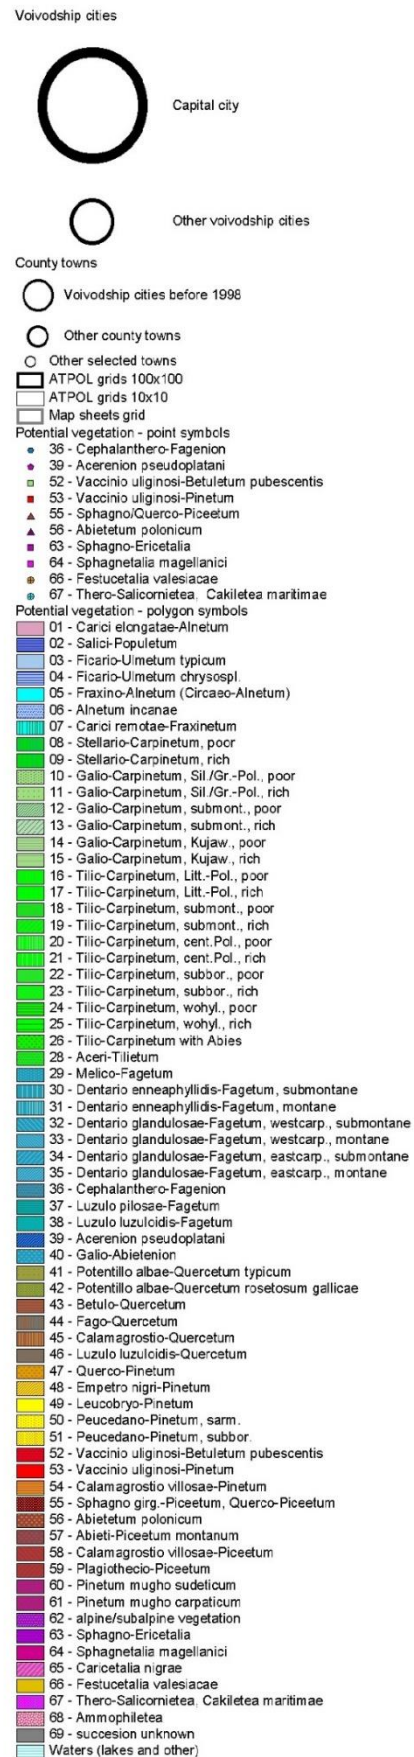 Voivodship cities
Capital city
Other voivodship cities
County towns
Voivodship cities before 1998
Other county towns
Other selected towns
ATPOL grids 100x100
ATPOL grids 10x10
Map sheets grid
Potential vegetation - point symbols
36 - Cephalanthero-Fagenion
39 - Acerenion pseudoplatani
52 - Vaccinio uliginosi-Betuletum pubescentis
53 - Vaccinio uliginosi-Pinetum
55 - Sphagno/Querco-Piceetum
56 - Abietetum polonicum
63 - Sphagno-Ericetalia
64 - Sphagnetalia magellanici
66 - Festucetalia valesiacae
67 - Thero-Salicornietea, Cakiletea maritimae
Potential vegetation - polygon symbols
01 - Carici elongatae-Alnetum
02 - Salici-Populetum
03 - Ficario-Ulmetum typicum
04 - Ficario-Ulmetum chrysospl.
05 - Fraxino-Alnetum (Circaeo-Alnetum)
06 - Alnetum incanae
07 - Carici remotae-Fraxinetum
08 - Stellario-Carpinetum, poor
09 - Stellario-Carpinetum, rich
10 - Galio-Carpinetum, Sil./Gr.-Pol., poor
11 - Galio-Carpinetum, Sil./Gr.-Pol., rich
12 - Galio-Carpinetum, submont., poor
13 - Galio-Carpinetum, submont., rich
14 - Galio-Carpinetum, Kujaw., poor
15 - Galio-Carpinetum, Kujaw., rich
16 - Tilio-Carpinetum, Litt.-Pol., poor
17 - Tilio-Carpinetum, Litt.-Pol., rich
18 - Tilio-Carpinetum, submont., poor
19 - Tilio-Carpinetum, submont., rich
20 - Tilio-Carpinetum, cent.Pol., poor
21 - Tilio-Carpinetum, cent.Pol., rich
22 - Tilio-Carpinetum, subbor., poor
23 - Tilio-Carpinetum, subbor., rich
24 - Tilio-Carpinetum, wohyl., poor
25 - Tilio-Carpinetum, wohyl., rich
26 - Tilio-Carpinetum with Abies
28 - Aceri-Tilietum
29 - Melico-Fagetum
30 - Dentario enneaphyllidis-Fagetum, submontane
31 - Dentario enneaphyllidis-Fagetum, montane
32 - Dentario glandulosae-Fagetum, westcarp., submontane
33 - Dentario glandulosae-Fagetum, westcarp., montane
34 - Dentario glandulosae-Fagetum, eastcarp., submontane
35 - Dentario glandulosae-Fagetum, eastcarp., montane
36 - Cephalanthero-Fagenion
37 - Luzulo pilosae-Fagetum
38 - Luzulo luzuloidis-Fagetum
39 - Acerenion pseudoplatani
40 - Galio-Abietenion
41 - Potentillo albae-Quercetum typicum
42 - Potentillo albae-Quercetum rosetosum gallicae
43 - Betulo-Quercetum
44 - Fago-Quercetum
45 - Calamagrostio-Quercetum
46 - Luzulo luzuloidis-Quercetum
47 - Querco-Pinetum
48 - Empetro nigri-Pinetum
49 - Leucobryo-Pinetum
50 - Peucedano-Pinetum, sarm.
51 - Peucedano-Pinetum, subbor.
52 - Vaccinio uliginosi-Betuletum pubescentis
53 - Vaccinio uliginosi-Pinetum
54 - Calamagrostio villosae-Pinetum
55 - Sphagno girg.-Piceetum, Querco-Piceetum
56 - Abietetum polonicum
57 - Abieti-Piceetum montanum
58 - Calamagrostio villosae-Piceetum
59 - Plagiothecio-Piceetum
60 - Pinetum mugho sudeticum
61 - Pinetum mugho carpaticum
62 - alpine/subalpine vegetation
63 - Sphagno-Ericetalia
64 - Sphagnetalia magellanici
65 - Caricetalia nigrae
66 - Festucetalia valesiacae
67 - Thero-Salicornietea, Cakiletea maritimae
68 - Ammophiletea
69 - succesion unknown
Waters (lakes and other)